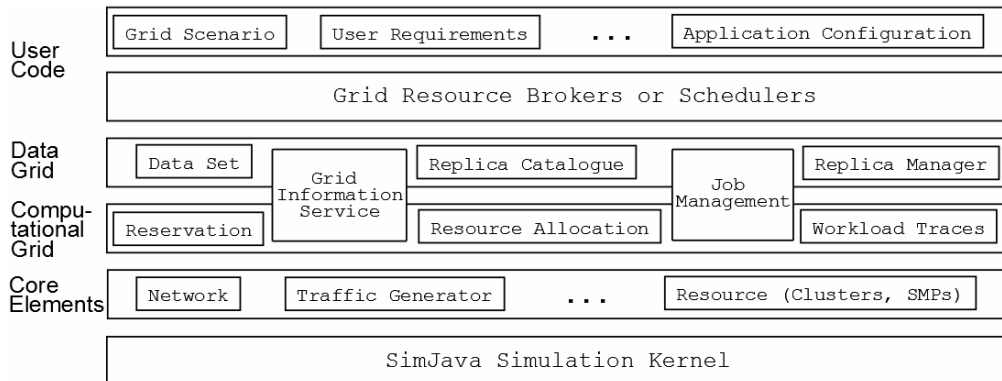 User
Code
Grid Scenario
User Requirements
...
Application Configuration
Grid Resource Brokers or Schedulers
Data
Grid
Data Set
Grid
Information
Service
Replica Catalogue
Job
Management
Replica Manager
Compu-
tational
Grid
Reservation
Resource Allocation
Workload Traces
Core
Elements
Network
Traffic Generator
...
Resource (Clusters, SMPs)
SimJava Simulation Kernel